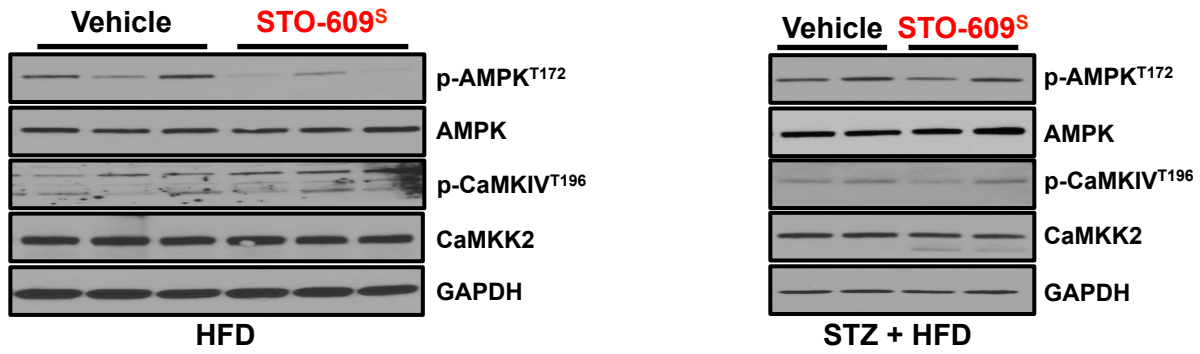 Vehicle STO-609ˢ
p-AMPKᵀ¹⁷²
AMPK
p-CaMKIVᵀ¹⁹⁶
CaMKK2
GAPDH
HFD
Vehicle STO-609ˢ
p-AMPKᵀ¹⁷²
AMPK
p-CaMKIVᵀ¹⁹⁶
CaMKK2
GAPDH
STZ + HFD